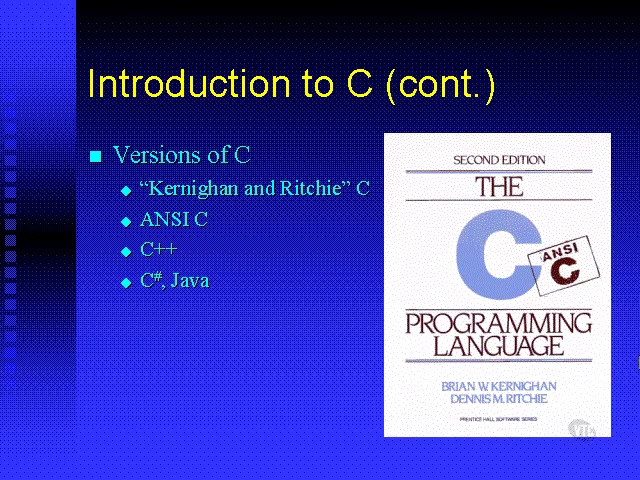 Introduction to C (cont.)
Versions of C
“Kernighan and Ritchie” C
ANSI C
C++
C#, Java
SECOND EDITION
THE
C
ANSI
C
PROGRAMMING
LANGUAGE
BRIAN W. KERNIGHAN
DENNIS M. RITCHIE
PRENTICE HALL SOFTWARE SERIES
VTC